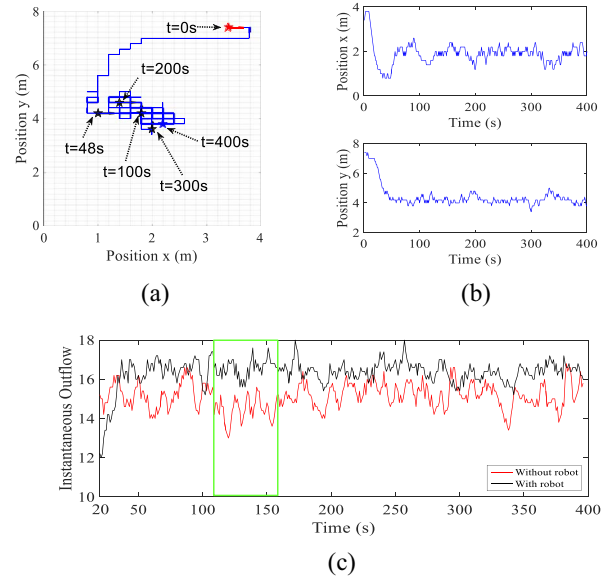 8
6
4
2
0
0
1
2
3
4
Position y (m)
Position x (m)
t=0s
t=200s
t=48s
t=100s
t=400s
t=300s
(a)
4
2
0
0
100
200
300
400
Position x (m)
Time (s)
8
6
4
2
0
100
200
300
400
Position y (m)
Time (s)
(b)
18
16
14
12
10
20
50
100
150
200
250
300
350
400
Instantaneous Outflow
Time (s)
Without robot
With robot
(c)